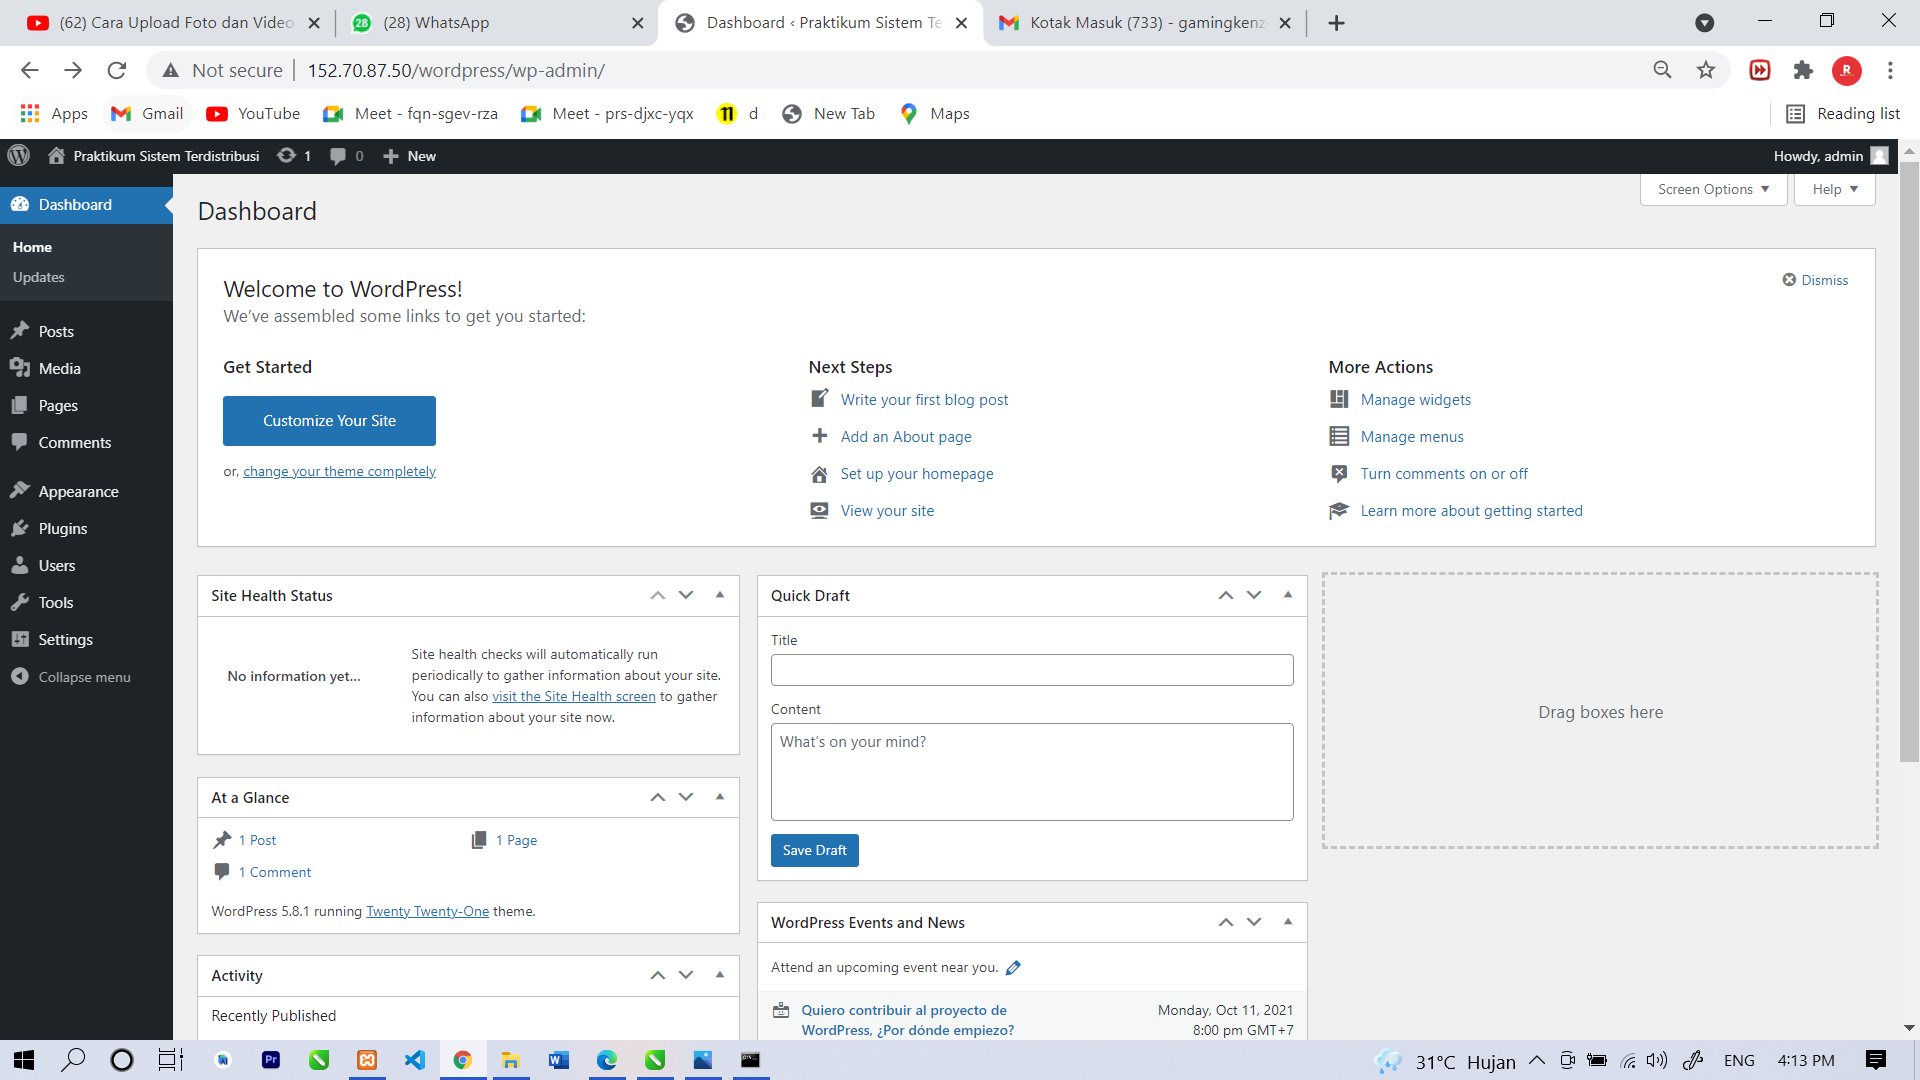 (62) Cara Upload Foto dan Video
(28) WhatsApp
Dashboard ‹ Praktikum Sistem Te
Kotak Masuk (733) - gamingkenz
Not secure
152.70.87.50/wordpress/wp-admin/
Apps
Gmail
YouTube
Meet - fqn-sgev-rza
Meet - prs-djxc-yqx
d
New Tab
Maps
Reading list
Praktikum Sistem Terdistribusi
1
0
New
Howdy, admin
Screen Options
Help
Dashboard
Home
Updates
Posts
Media
Pages
Comments
Appearance
Plugins
Users
Tools
Settings
Collapse menu
Dashboard
Welcome to WordPress!
We’ve assembled some links to get you started:
Dismiss
Get Started
Customize Your Site
or, change your theme completely
Next Steps
Write your first blog post
Add an About page
Set up your homepage
View your site
More Actions
Manage widgets
Manage menus
Turn comments on or off
Learn more about getting started
Site Health Status
No information yet...
Site health checks will automatically run
periodically to gather information about your site.
You can also visit the Site Health screen to gather
information about your site now.
At a Glance
1 Post
1 Page
1 Comment
WordPress 5.8.1 running Twenty Twenty-One theme.
Activity
Recently Published
Quick Draft
Title
Content
What’s on your mind?
Save Draft
WordPress Events and News
Attend an upcoming event near you.
Quiero contribuir al proyecto de
WordPress, ¿Por dónde empiezo?
Monday, Oct 11, 2021
8:00 pm GMT+7
Drag boxes here
31°C Hujan
ENG
4:13 PM